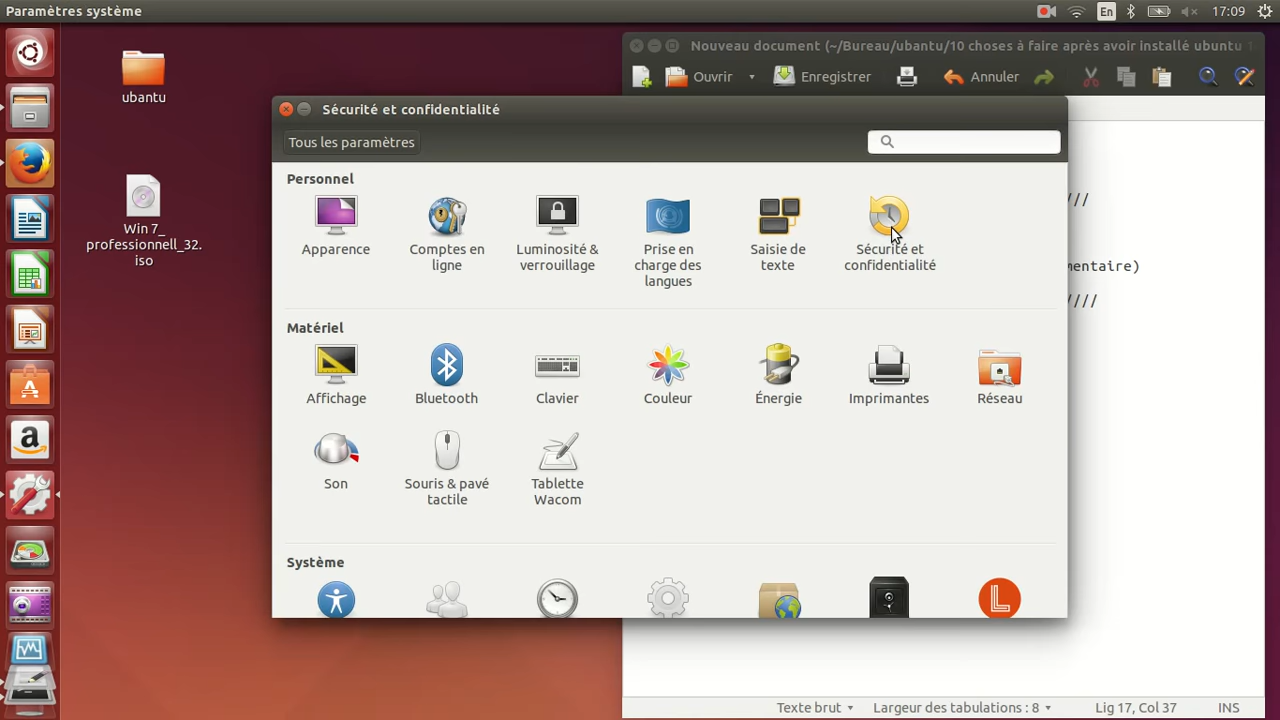 Paramètres système
En
17:09
ubantu
Win 7_
professionnell_32.
iso
Nouveau document (~/Bureau/ubantu/10 choses à faire après avoir installé ubuntu 1
Ouvrir
Enregistrer
Annuler
Sécurité et confidentialité
Tous les paramètres
Personnel
Apparence
Comptes en
ligne
Luminosité &
verrouillage
Prise en
charge des
langues
Saisie de
texte
Sécurité et
confidentialité
Matériel
Affichage
Bluetooth
Clavier
Couleur
Énergie
Imprimantes
Réseau
Son
Souris & pavé
tactile
Tablette
Wacom
Système
///
mentaire)
////
Texte brut
Largeur des tabulations : 8
Lig 17, Col 37
INS